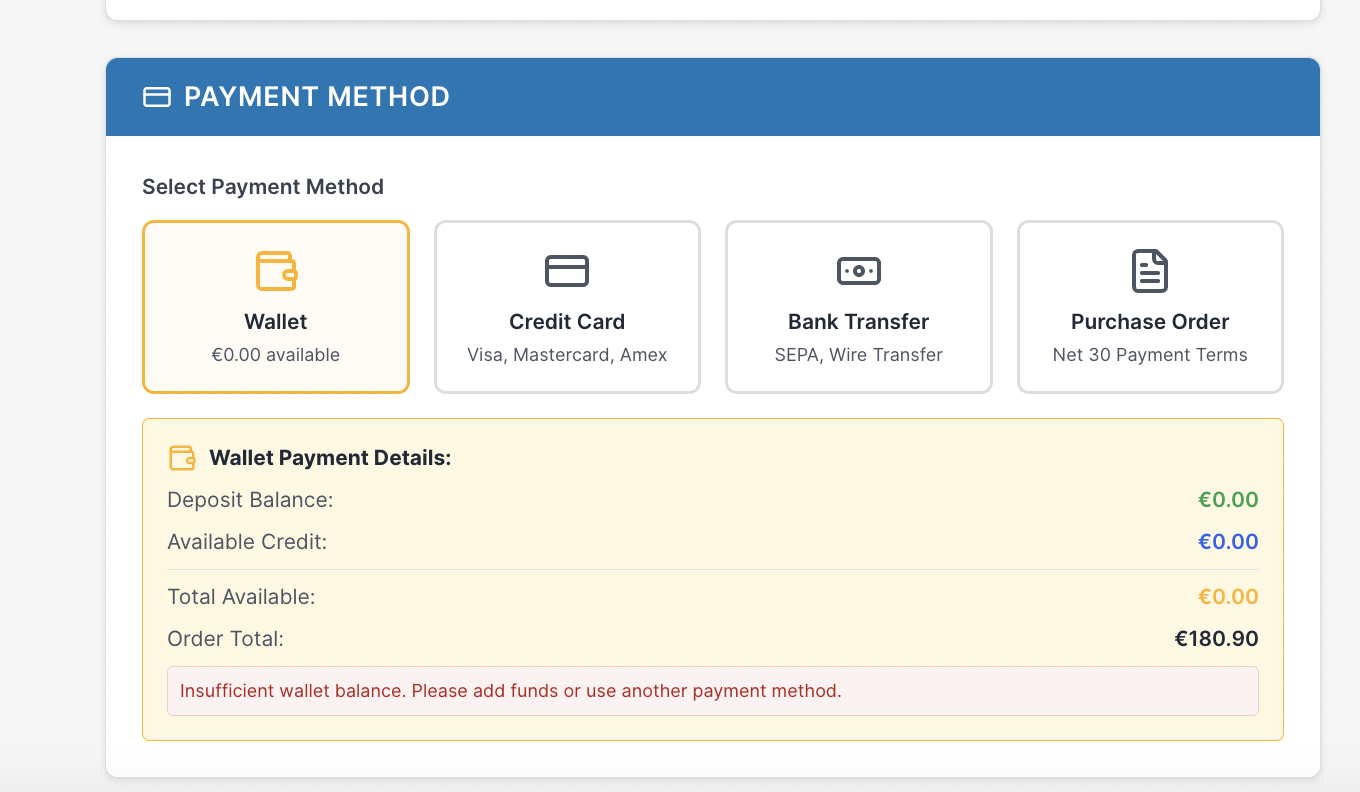 PAYMENT METHOD
Select Payment Method
Wallet
€0.00 available
Credit Card
Visa, Mastercard, Amex
Bank Transfer
SEPA, Wire Transfer
Purchase Order
Net 30 Payment Terms
Wallet Payment Details:
Deposit Balance: €0.00
Available Credit: €0.00
Total Available: €0.00
Order Total: €180.90
Insufficient wallet balance. Please add funds or use another payment method.